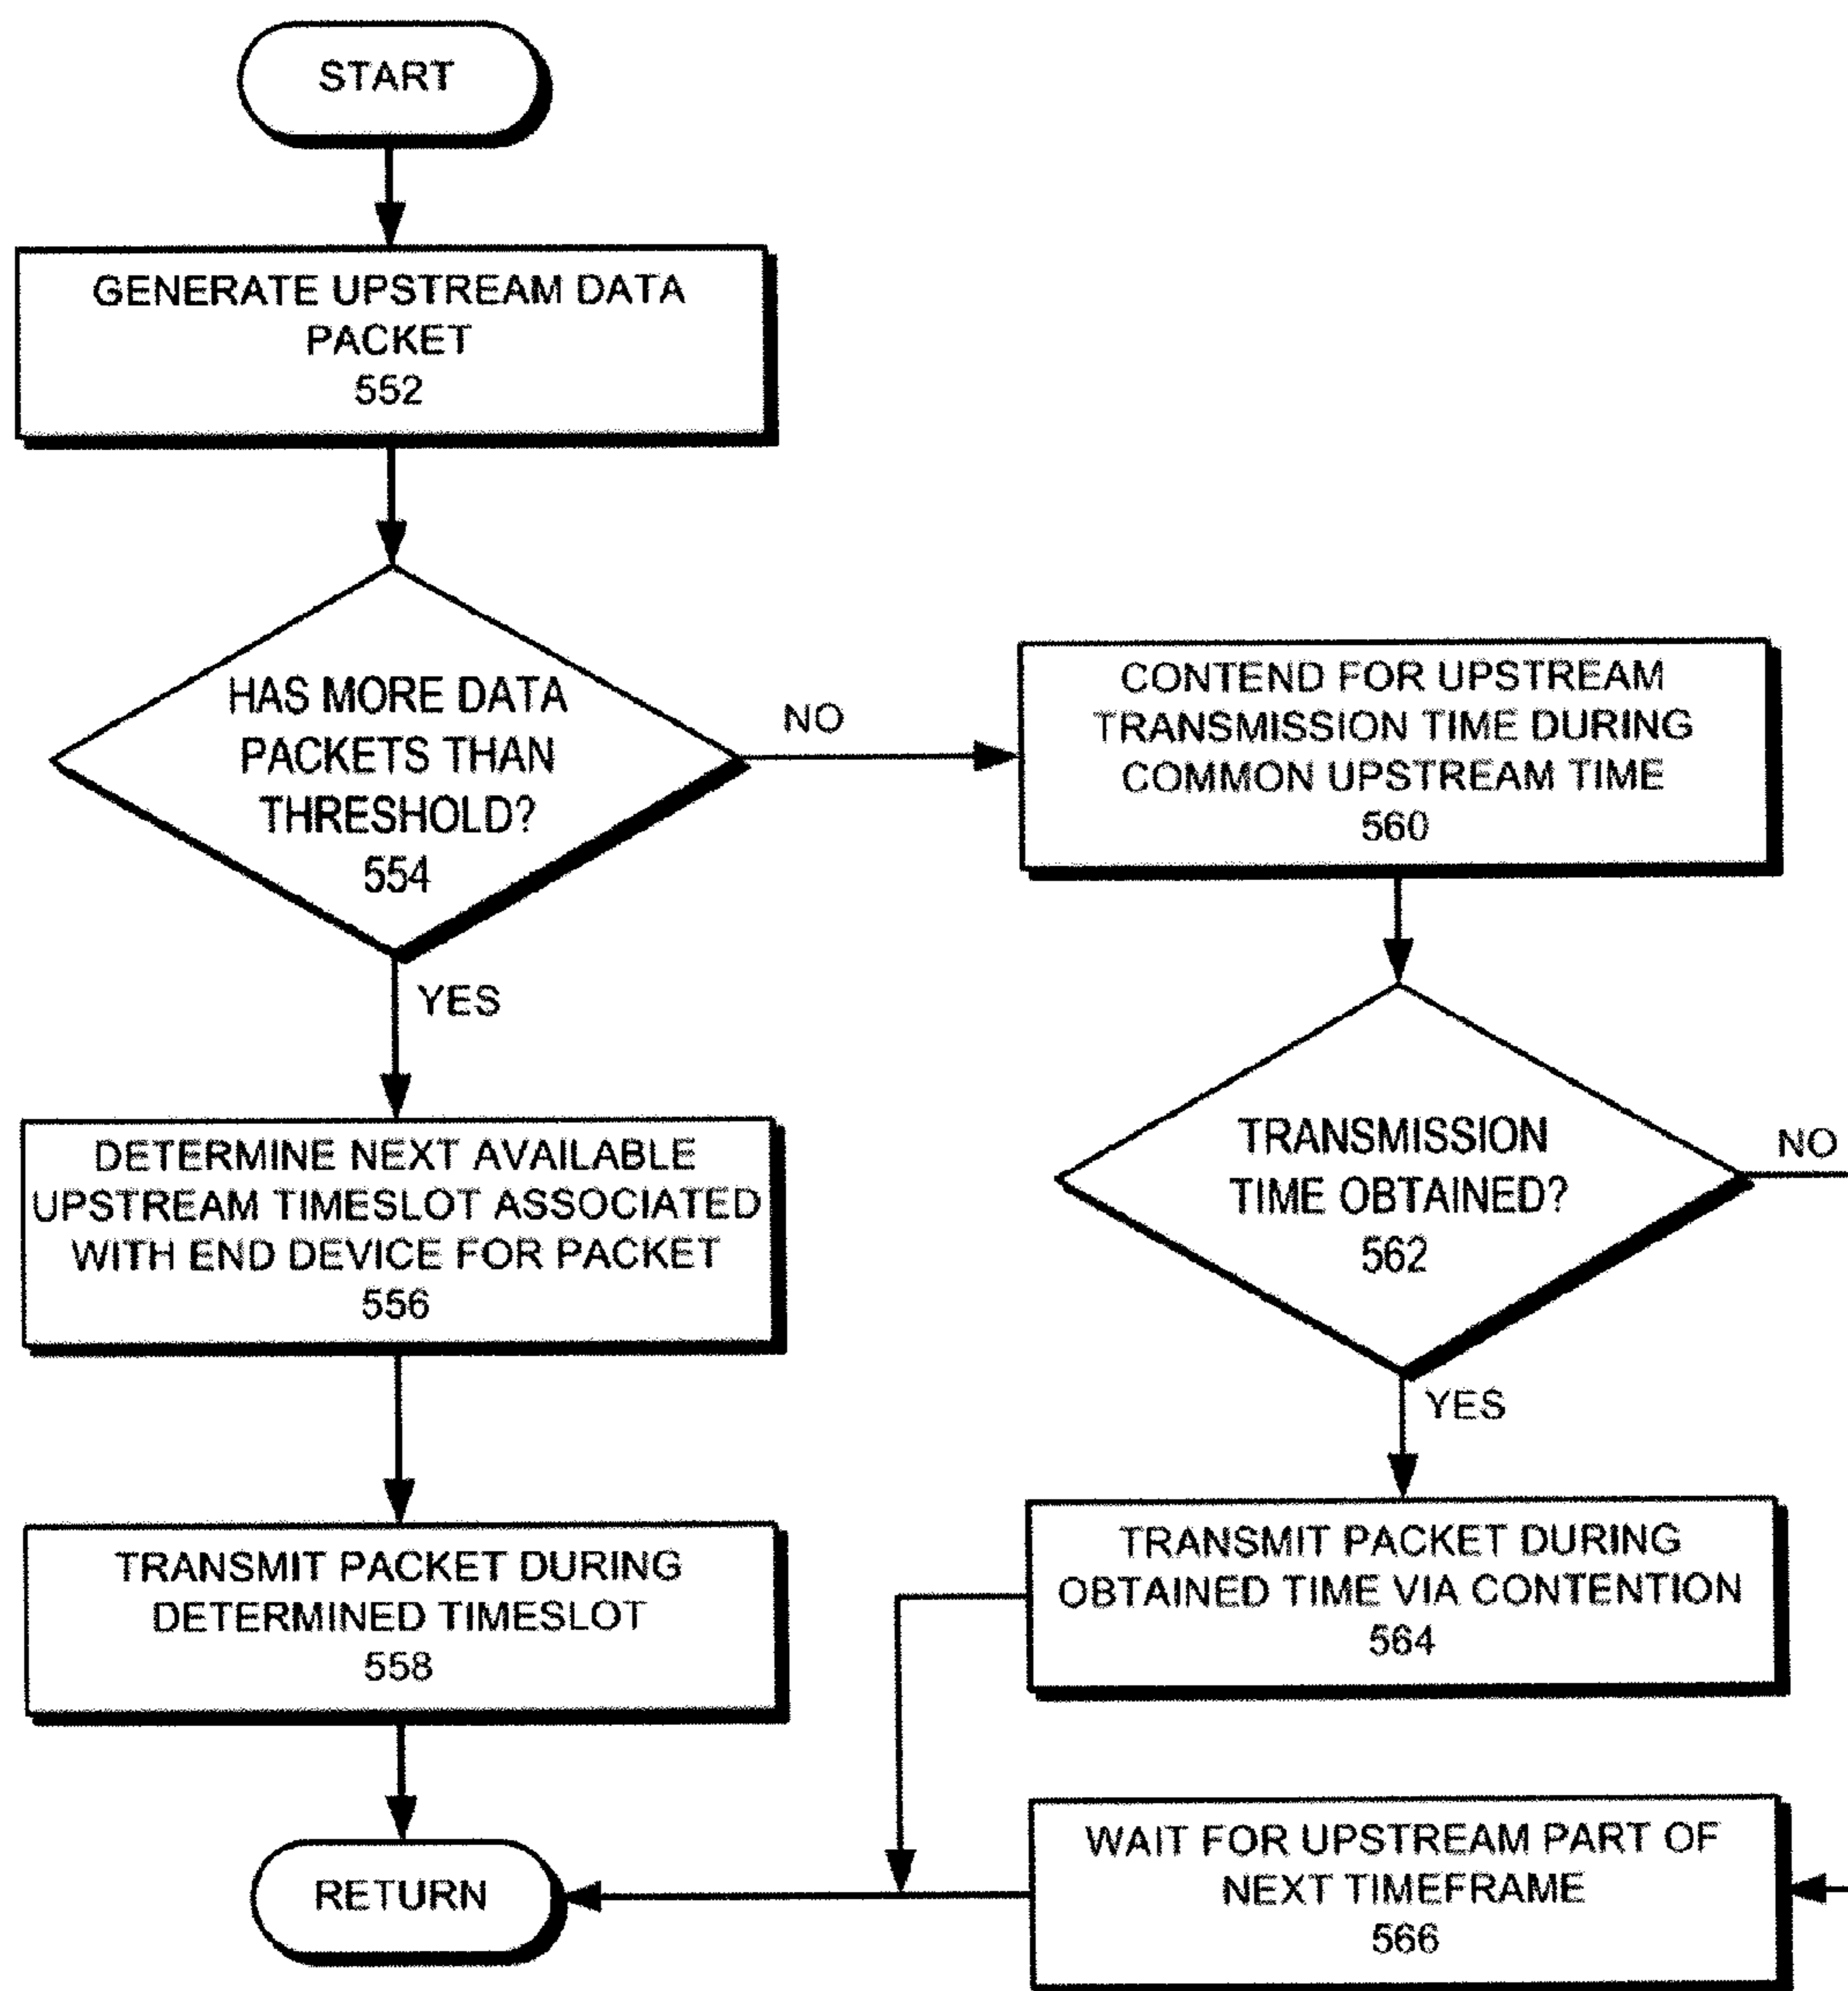 START
GENERATE UPSTREAM DATA
PACKET
552
HAS MORE DATA
PACKETS THAN
THRESHOLD?
554
NO
YES
DETERMINE NEXT AVAILABLE
UPSTREAM TIMESLOT ASSOCIATED
WITH END DEVICE FOR PACKET
556
TRANSMIT PACKET DURING
DETERMINED TIMESLOT
558
RETURN
CONTEND FOR UPSTREAM
TRANSMISSION TIME DURING
COMMON UPSTREAM TIME
560
TRANSMISSION
TIME OBTAINED?
562
NO
YES
TRANSMIT PACKET DURING
OBTAINED TIME VIA CONTENTION
564
WAIT FOR UPSTREAM PART OF
NEXT TIMEFRAME
566